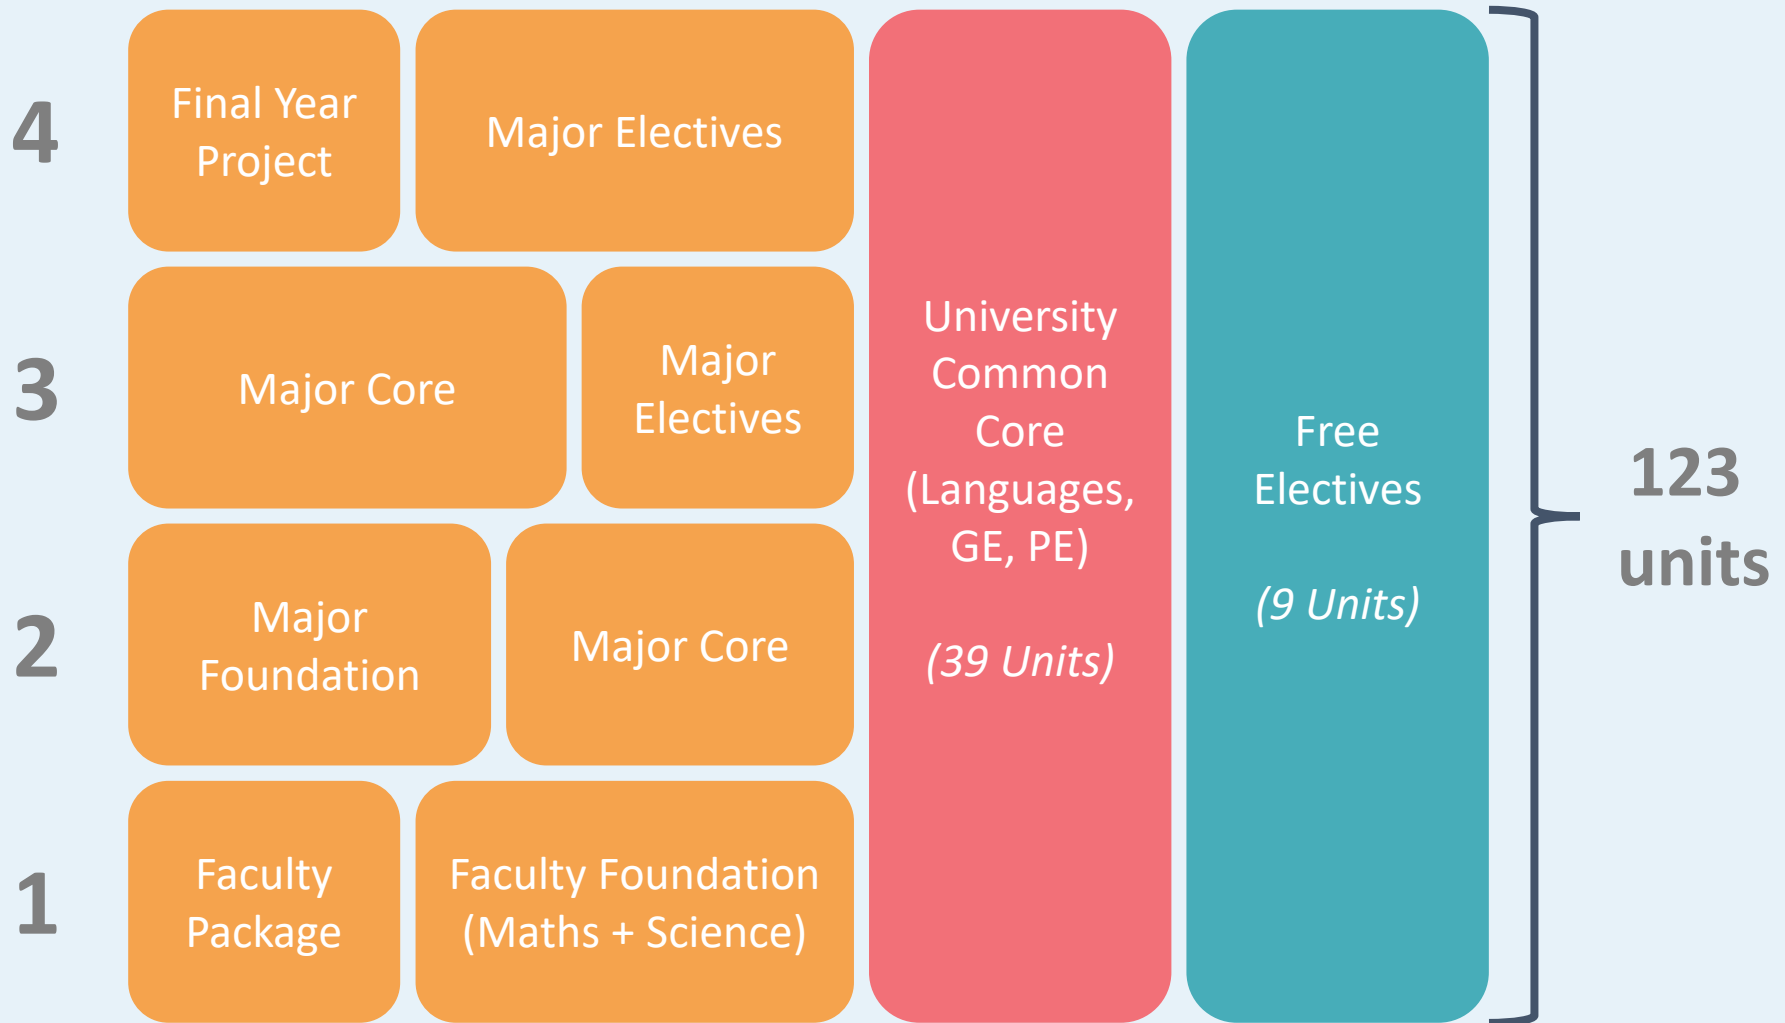 4
Final Year
Project
Major Electives
3
Major Core
Major
Electives
2
Major
Foundation
Major Core
1
Faculty
Package
Faculty Foundation
(Maths + Science)
University
Common
Core
(Languages,
GE, PE)
(39 Units)
Free
Electives
(9 Units)
123
units